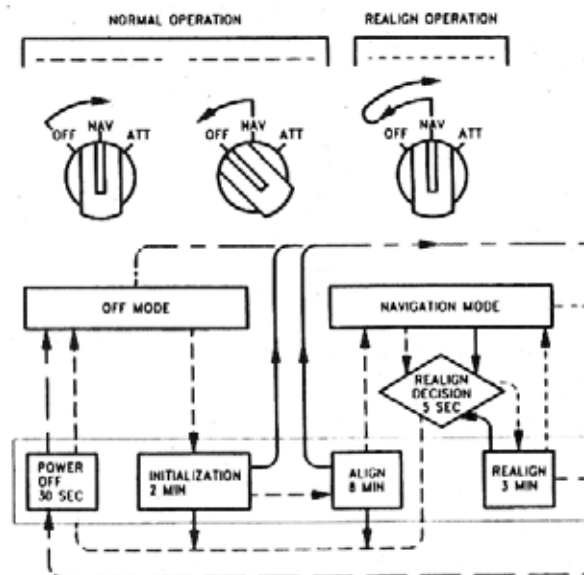 NORMAL OPERATION
REALIGN OPERATION
OFF NAV ATT
OFF NAV ATT
OFF NAV ATT
OFF MODE
NAVIGATION MODE
REALIGN
DECISION
5 SEC
POWER
OFF
30 SEC
INITIALIZATION
2 MIN
ALIGN
8 MIN
REALIGN
3 MIN